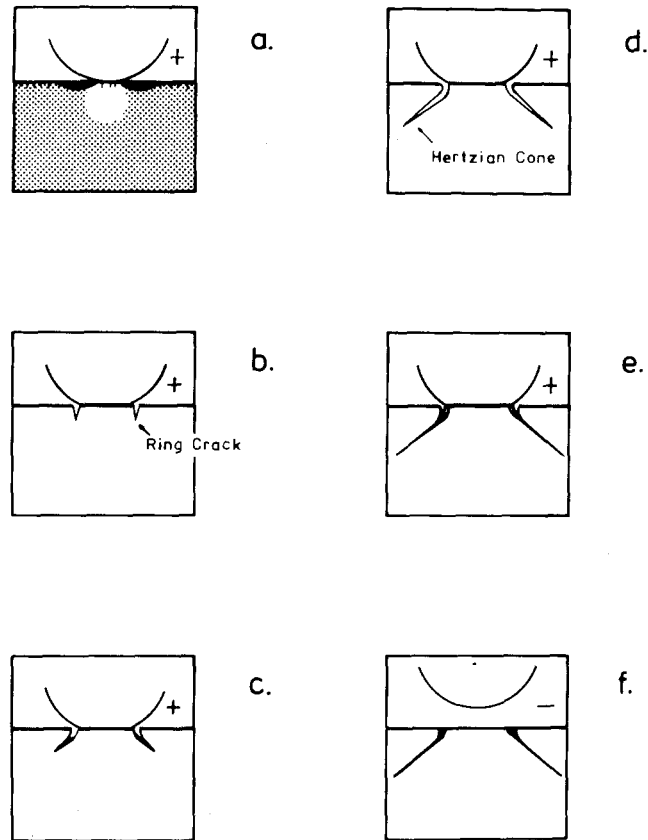 a.
+
b.
+
Ring Crack
c.
+
d.
+
Hertzian Cone
e.
+
f.
−